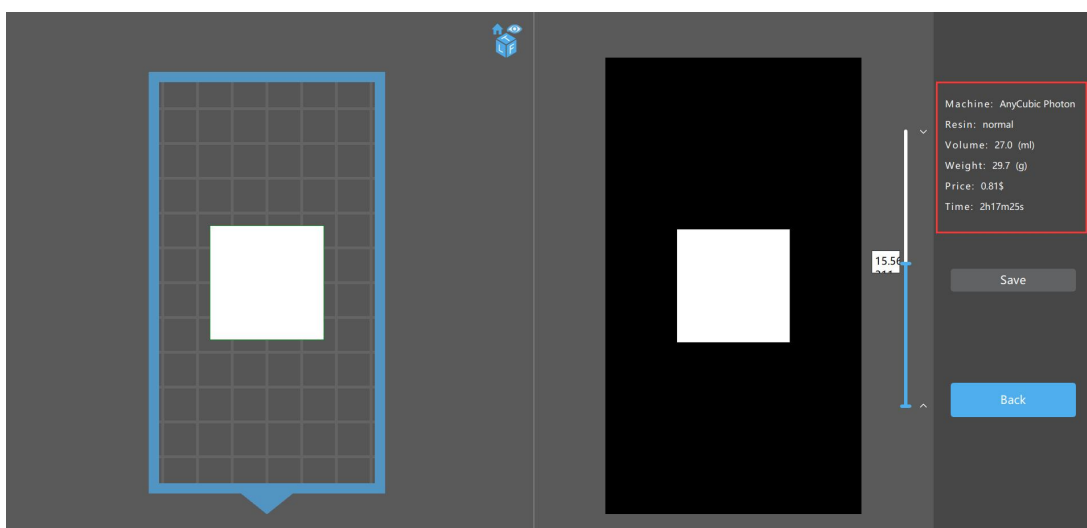 T
L F
Machine: AnyCubic Photon
Resin: normal
Volume: 27.0 (ml)
Weight: 29.7 (g)
Price: 0.81$
Time: 2h17m25s
15.56
Save
Back